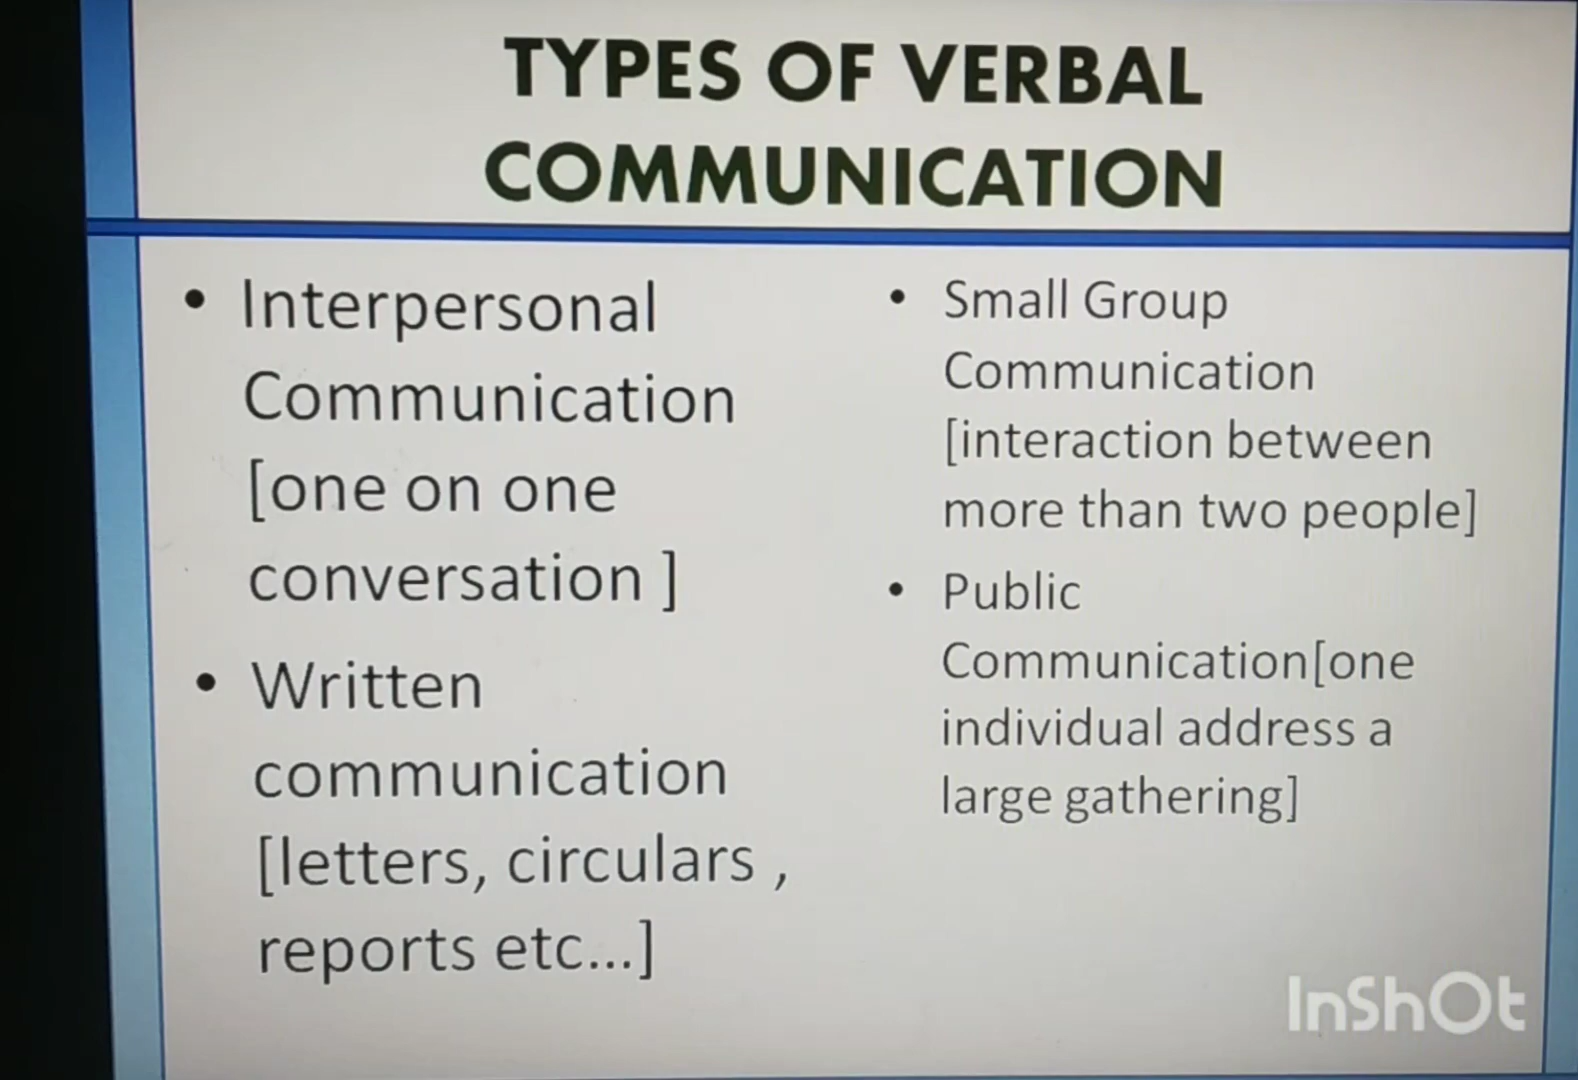 TYPES OF VERBAL
COMMUNICATION
• Interpersonal
Communication
[one on one
conversation ]
• Written
communication
[letters, circulars ,
reports etc...]
• Small Group
Communication
[interaction between
more than two people]
• Public
Communication[one
individual address a
large gathering]
InShOt